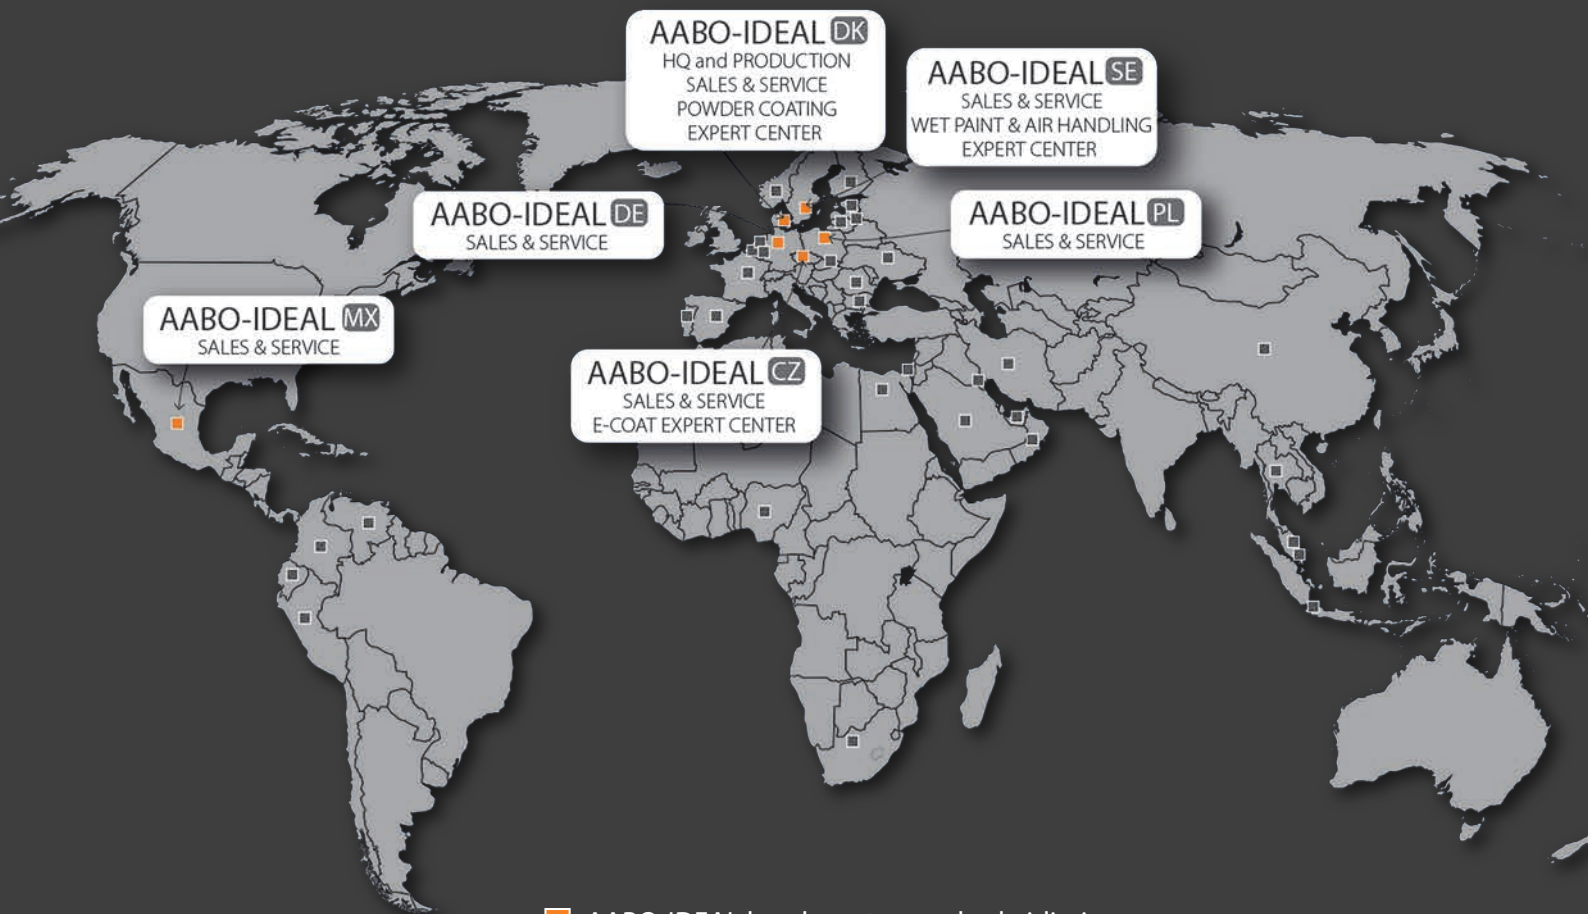 AABO-IDEAL DK
HQ and PRODUCTION
SALES & SERVICE
POWDER COATING
EXPERT CENTER
AABO-IDEAL SE
SALES & SERVICE
WET PAINT & AIR HANDLING
EXPERT CENTER
AABO-IDEAL DE
SALES & SERVICE
AABO-IDEAL PL
SALES & SERVICE
AABO-IDEAL MX
SALES & SERVICE
AABO-IDEAL CZ
SALES & SERVICE
E-COAT EXPERT CENTER
AABO-IDEAL